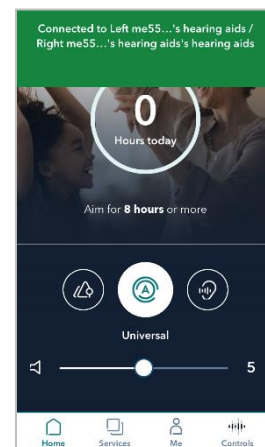 Connected to Left me55...'s hearing aids /
Right me55...'s hearing aids's hearing aids
0
Hours today
Aim for 8 hours or more
A
Universal
5
Home Services Me Controls